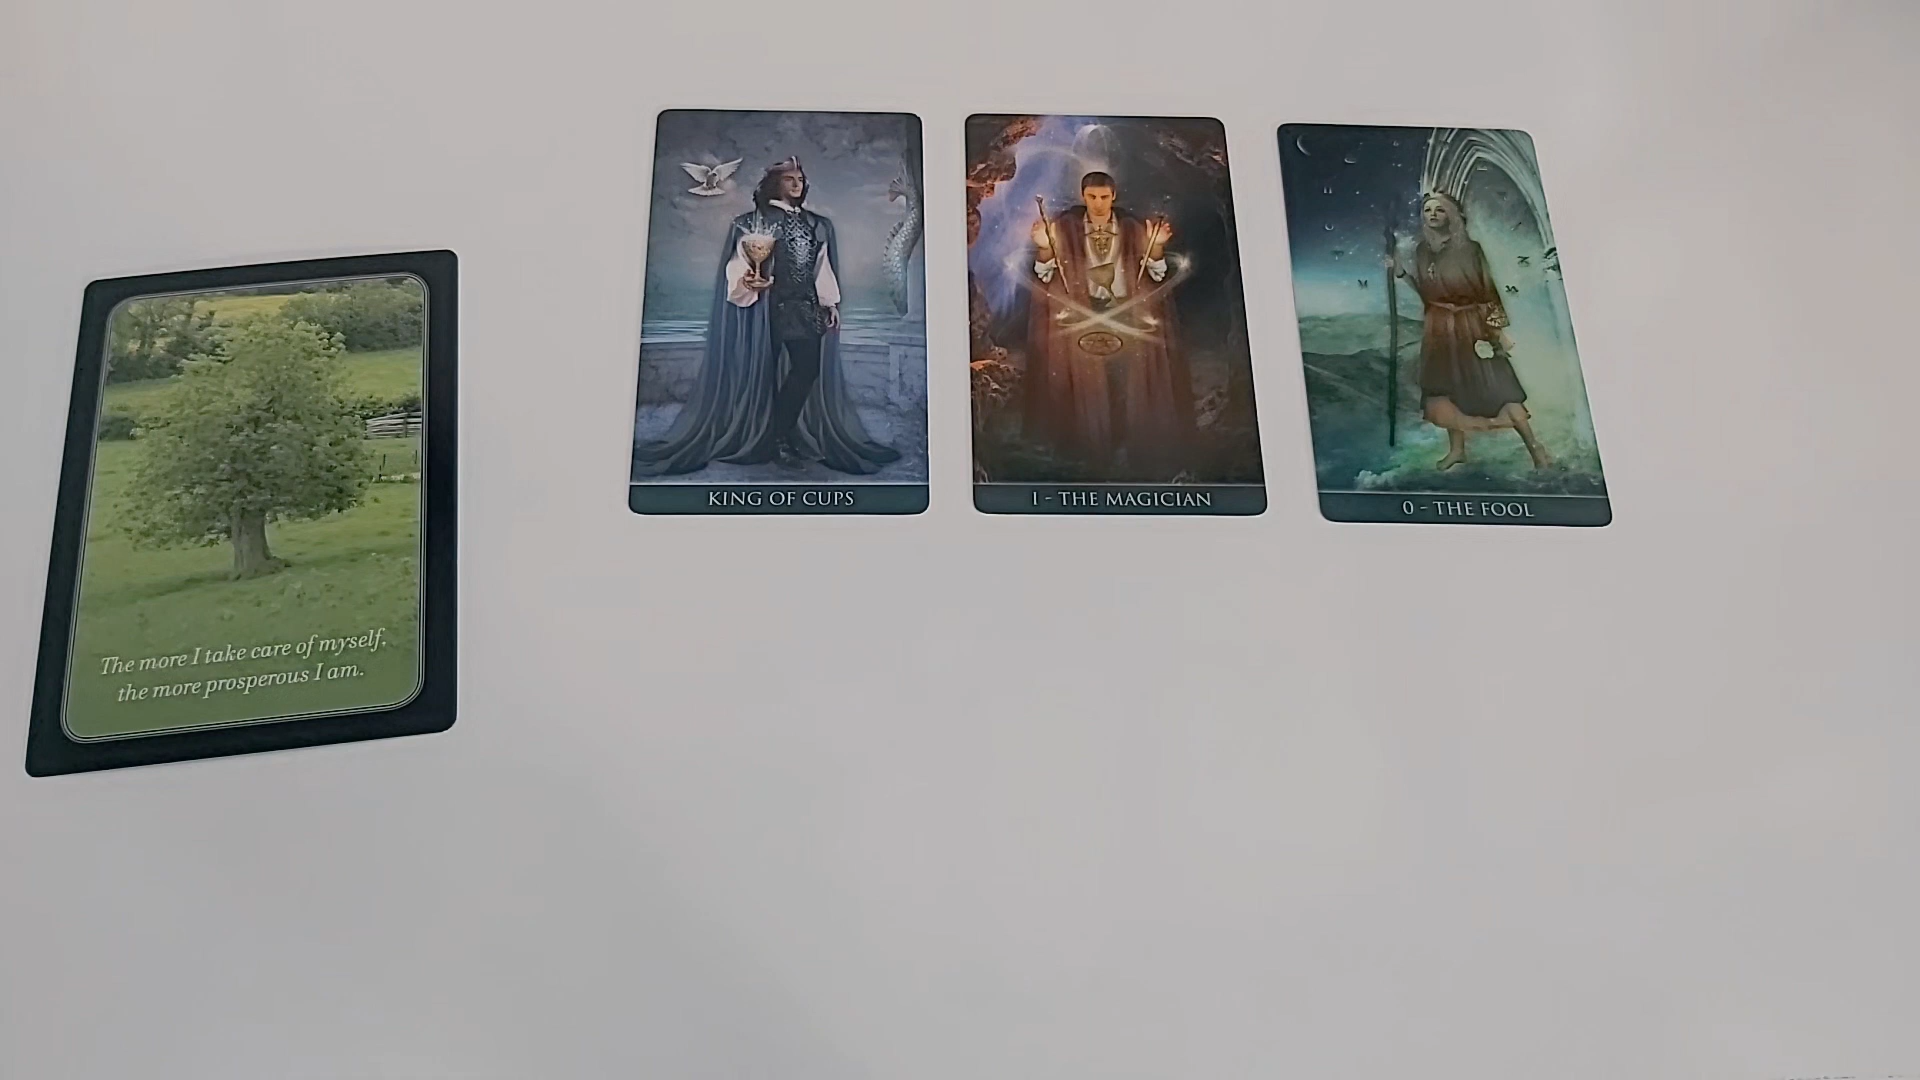 The more I take care of myself,
the more prosperous I am.
KING OF CUPS
I - THE MAGICIAN
0 - THE FOOL